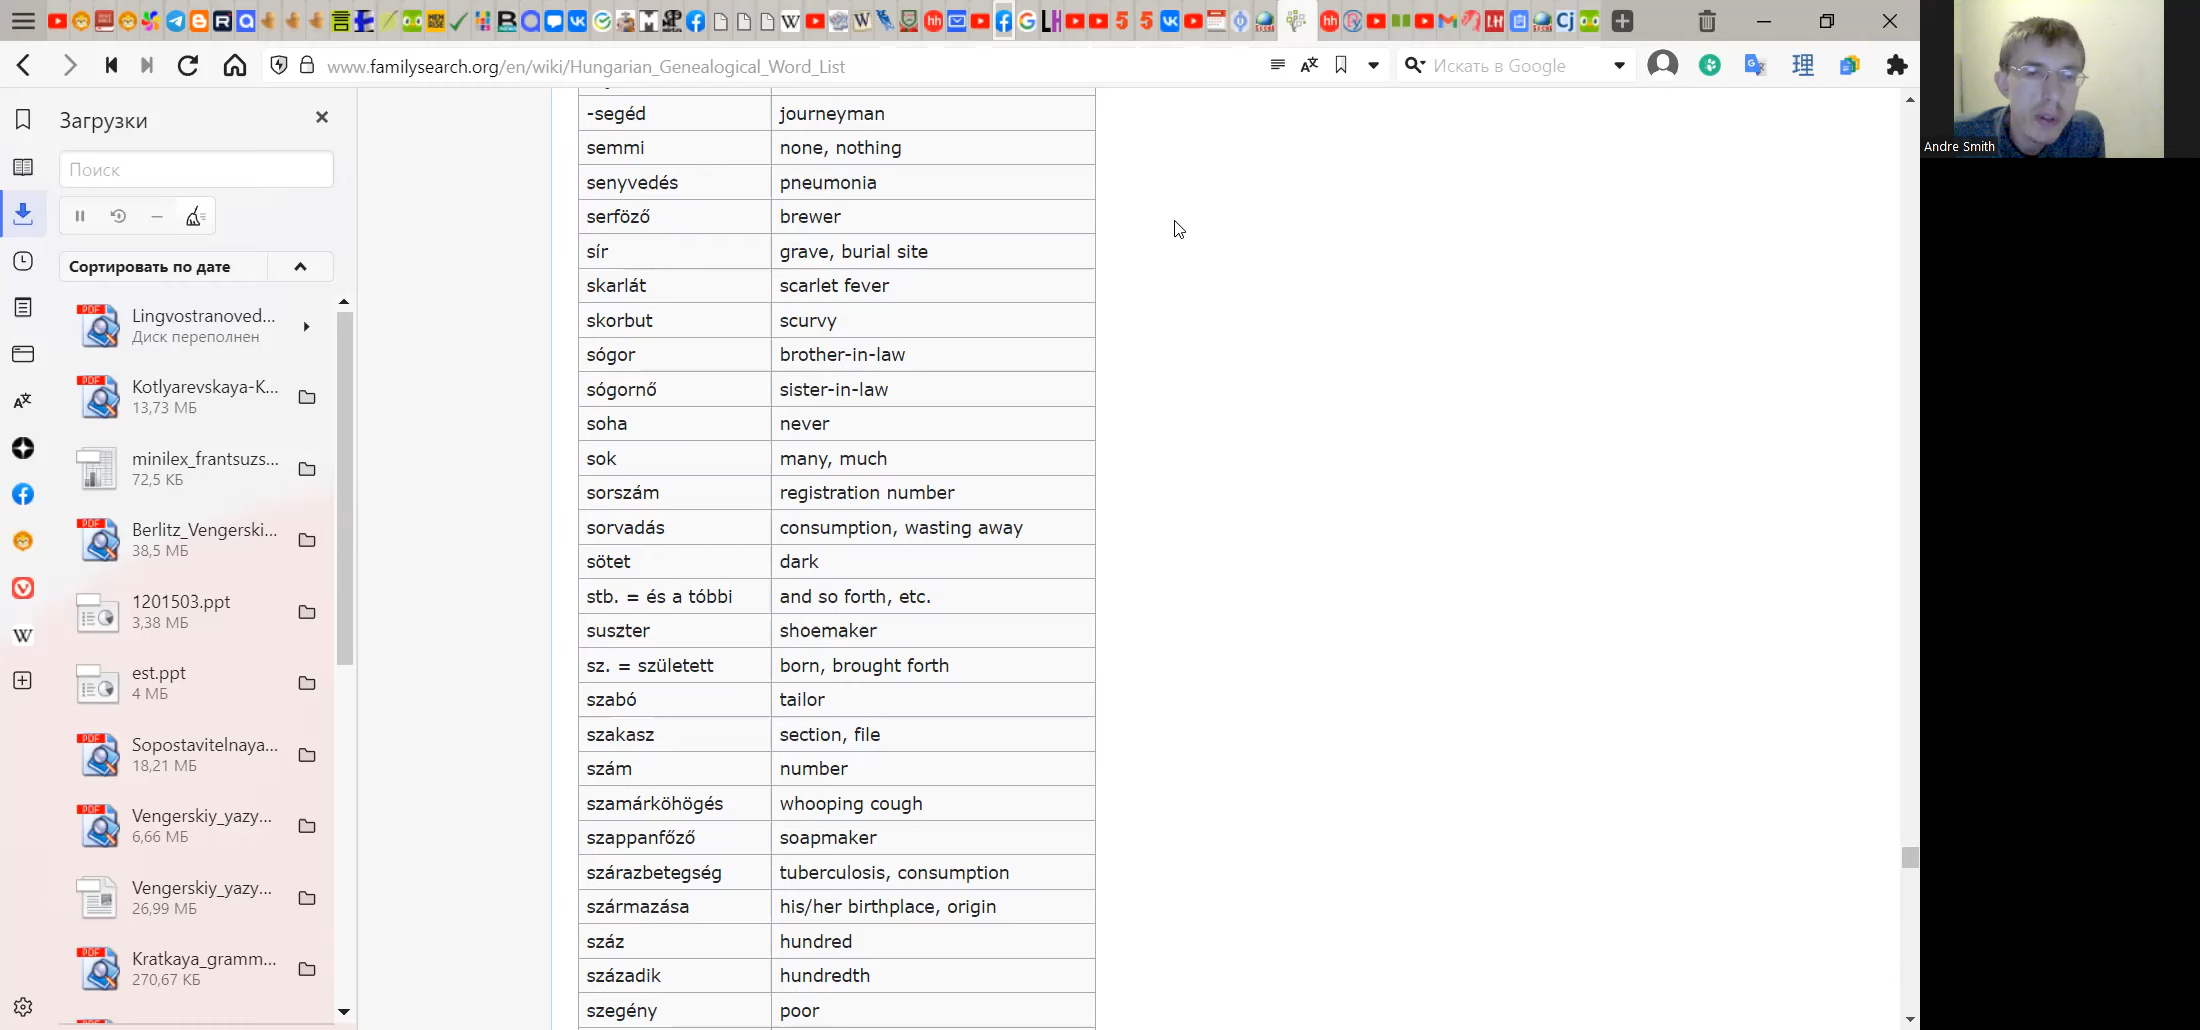 www.familysearch.org/en/wiki/Hungarian_Genealogical_Word_List
Искать в Google
Andre Smith
Загрузки
Поиск
Сортировать по дате
Lingvostranoved...
Диск переполнен
Kotlyarevskaya-K...
13,73 МБ
minilex_frantsuzs...
72,5 КБ
Berlitz_Vengerski...
38,5 МБ
1201503.ppt
3,38 МБ
est.ppt
4 МБ
Sopostavitelnaya...
18,21 МБ
Vengerskiy_yazy...
6,66 МБ
Vengerskiy_yazy...
26,99 МБ
Kratkaya_gramm...
270,67 КБ
-segéd journeyman
semmi none, nothing
senyvedés pneumonia
serföző brewer
sír grave, burial site
skarlát scarlet fever
skorbut scurvy
sógor brother-in-law
sógornő sister-in-law
soha never
sok many, much
sorszám registration number
sorvadás consumption, wasting away
sötet dark
stb. = és a tóbbi and so forth, etc.
suszter shoemaker
sz. = született born, brought forth
szabó tailor
szakasz section, file
szám number
szamárköhögés whooping cough
szappanfőző soapmaker
szárazbetegség tuberculosis, consumption
származása his/her birthplace, origin
száz hundred
századik hundredth
szegény poor